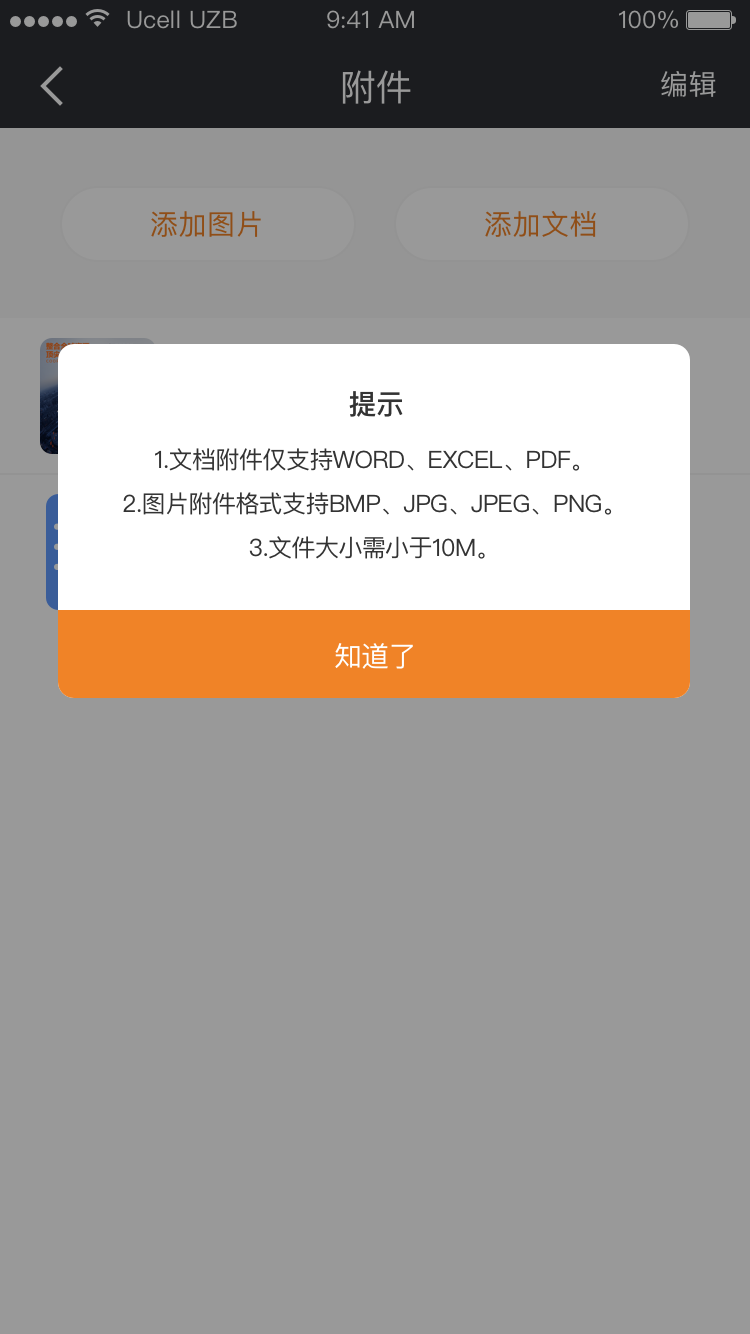 Ucell UZB 9:41 AM 100%
附件 编辑
添加图片 添加文档
提示
1.文档附件仅支持WORD、EXCEL、PDF。
2.图片附件格式支持BMP、JPG、JPEG、PNG。
3.文件大小需小于10M。
知道了